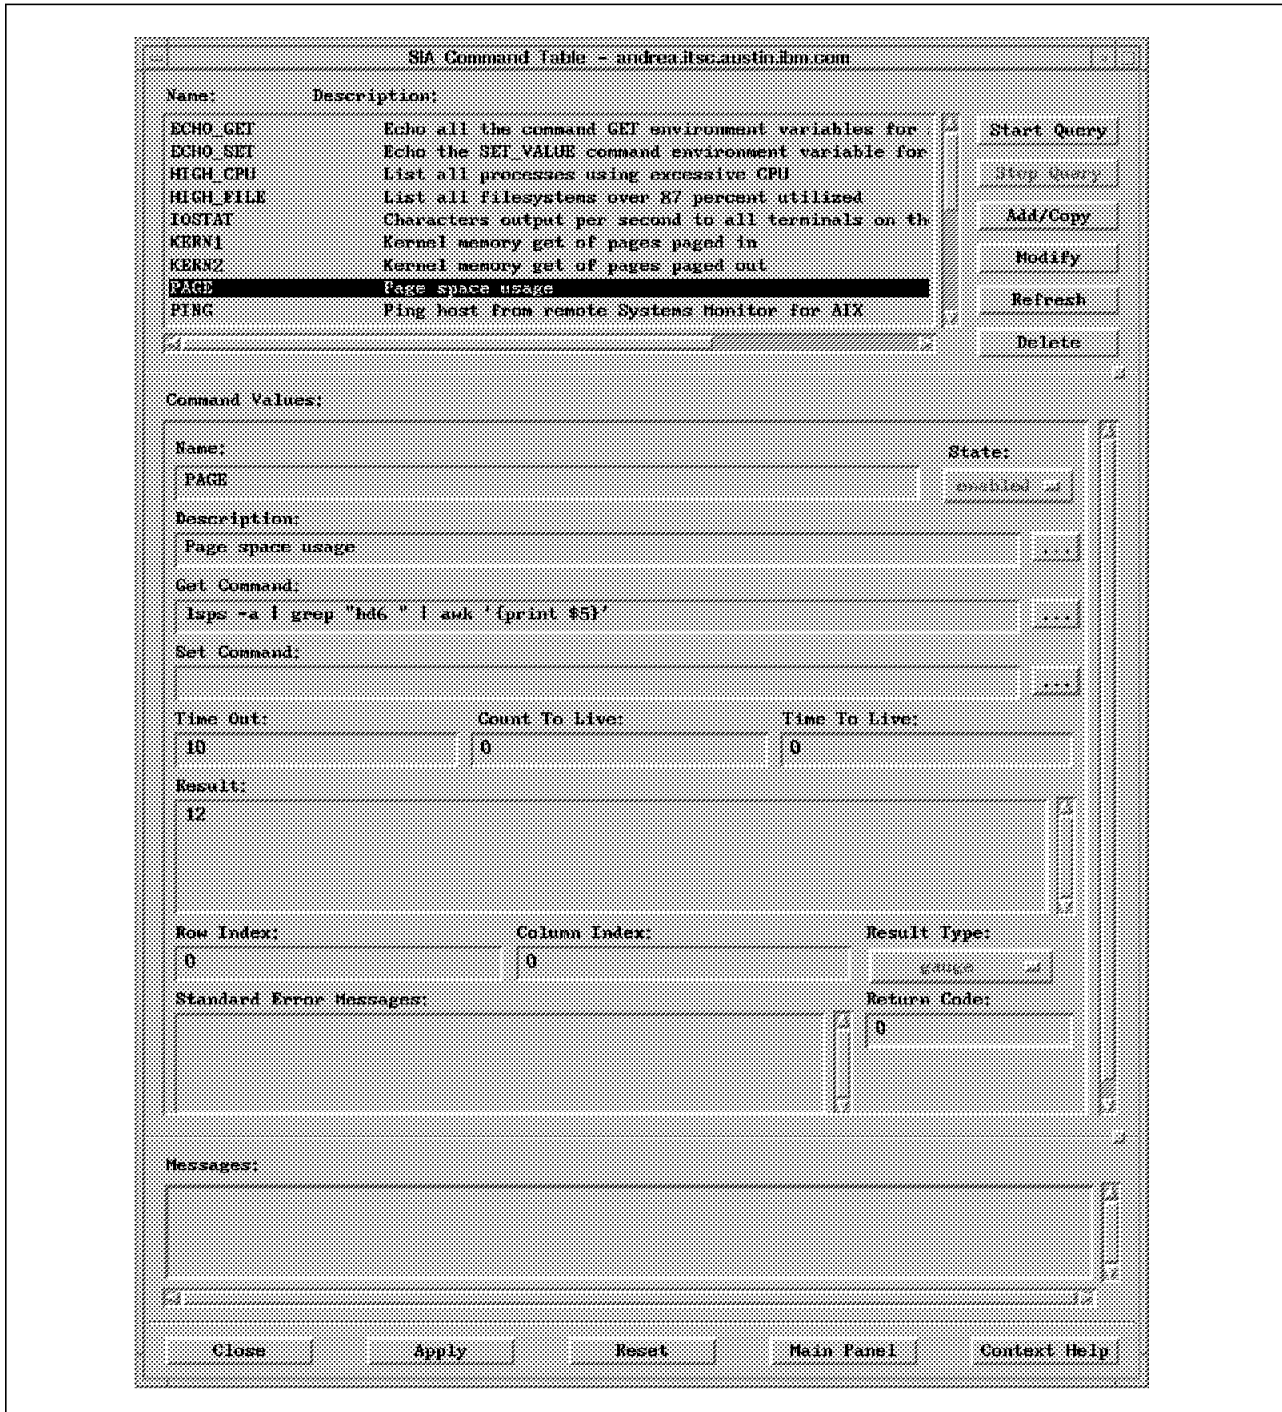 SIA Command Table - andrea.itsc.austin.ibm.com
Name: Description:
ECHO_GET Echo all the command GET environment variables for
ECHO_SET Echo the SET_VALUE command environment variable for
HIGH_CPU List all processes using excessive CPU
HIGH_FILE List all filesystems over 87 percent utilized
IOSTAT Characters output per second to all terminals on th
KERN1 Kernel memory get of pages paged in
KERN2 Kernel memory get of pages paged out
PAGE Page space usage
PING Ping host from remote Systems Monitor for AIX
Start Query
Stop Query
Add/Copy
Modify
Refresh
Delete
Command Values:
Name: State:
PAGE enabled
Description:
Page space usage ...
Get Command:
lsps -a | grep "hd6 " | awk '{print $5}' ...
Set Command:
...
Time Out: Count To Live: Time To Live:
10 0 0
Result:
12
Row Index: Column Index: Result Type:
0 0 gauge
Standard Error Messages: Return Code:
0
Messages:
Close Apply Reset Main Panel Context Help